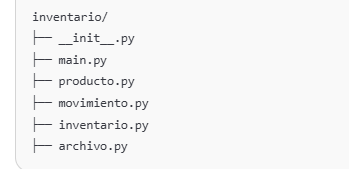 inventario/
├── __init__.py
├── main.py
├── producto.py
├── movimiento.py
├── inventario.py
├── archivo.py